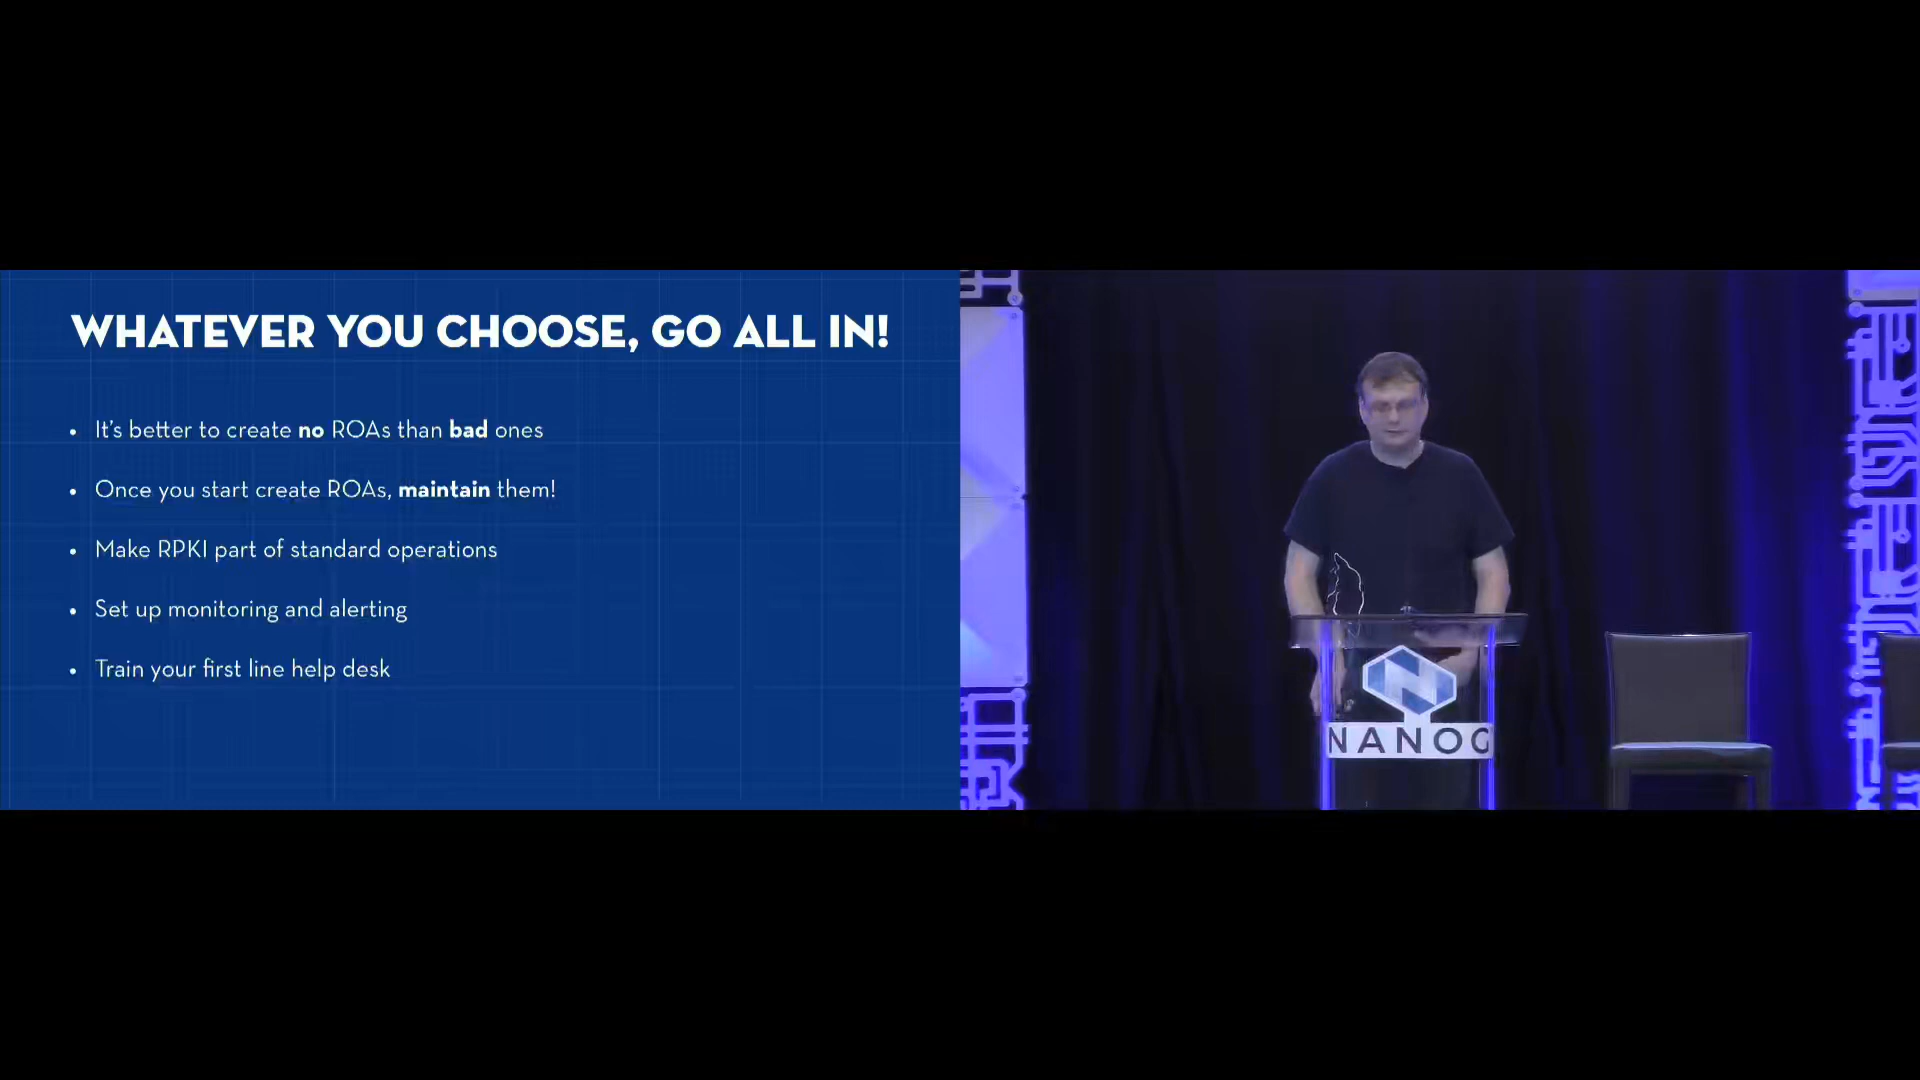 WHATEVER YOU CHOOSE, GO ALL IN!
• It's better to create no ROAs than bad ones
• Once you start create ROAs, maintain them!
• Make RPKI part of standard operations
• Set up monitoring and alerting
• Train your first line help desk
NANOG